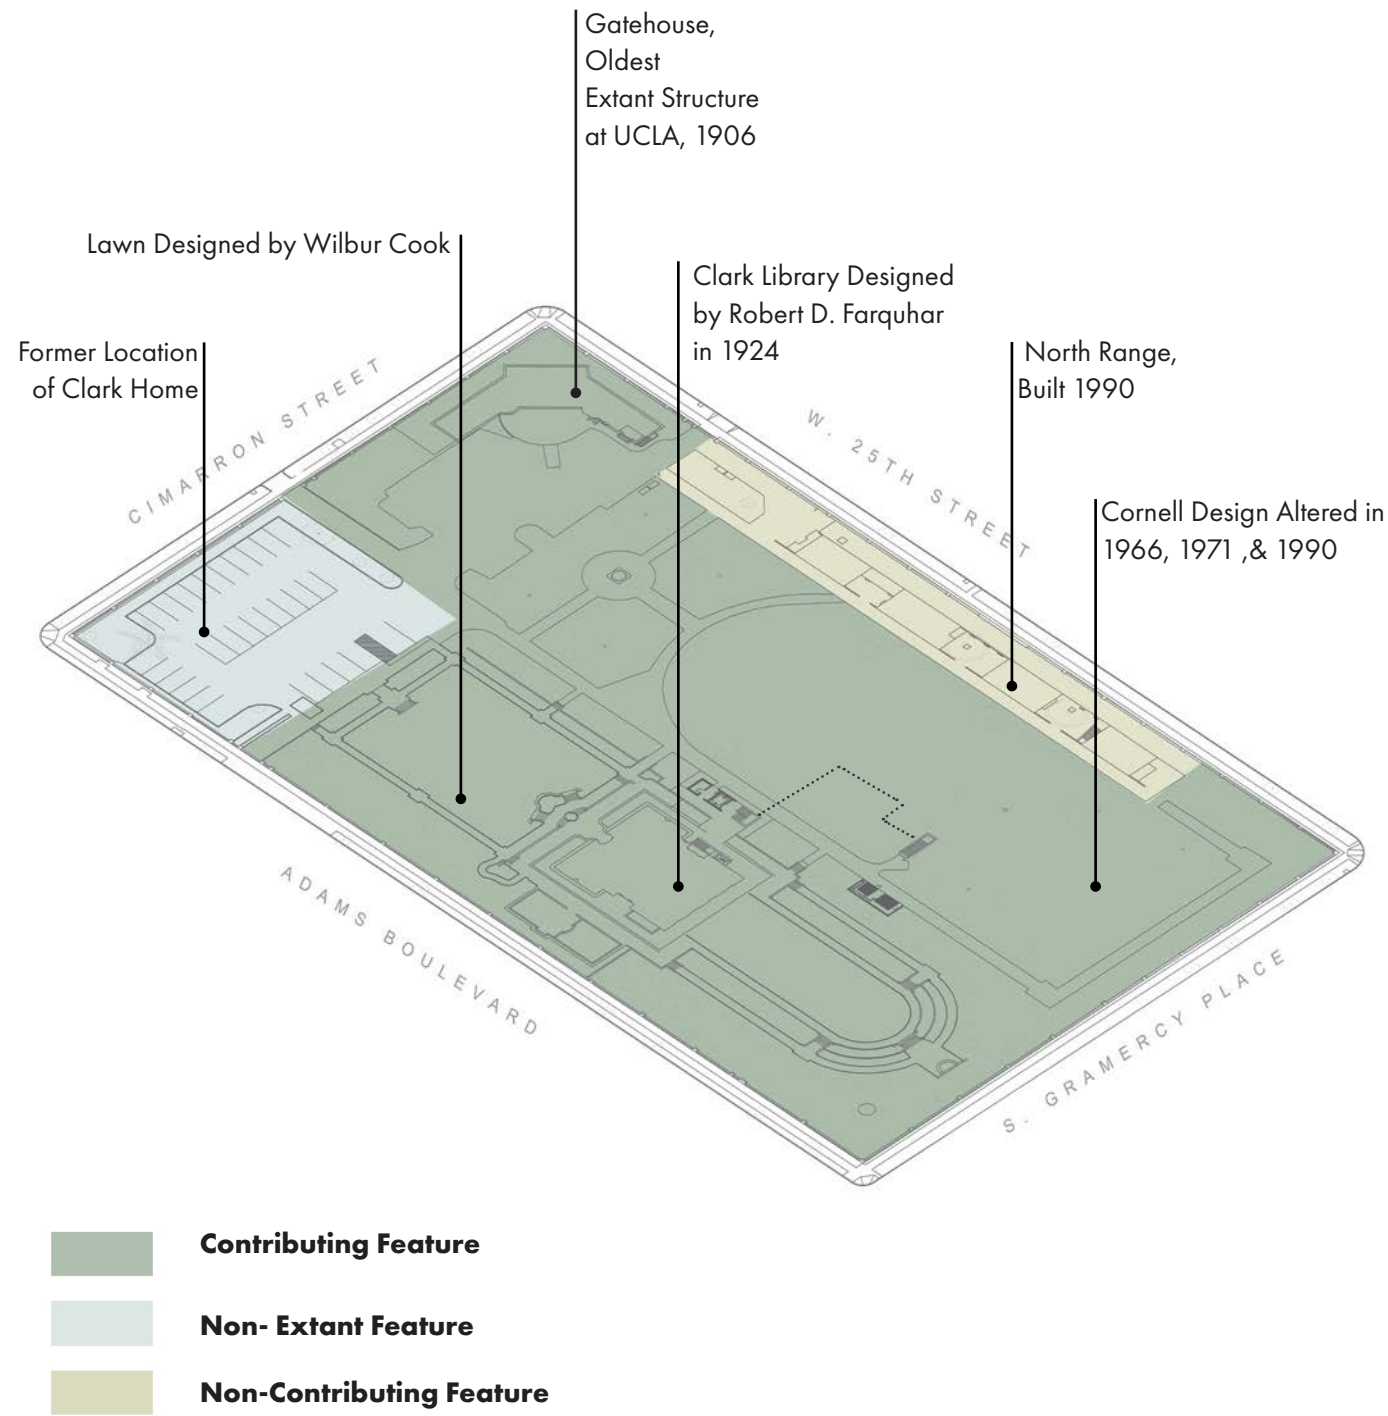 Gatehouse,
Oldest
Extant Structure
at UCLA, 1906
Lawn Designed by Wilbur Cook
Clark Library Designed
by Robert D. Farquhar
in 1924
Former Location
of Clark Home
North Range,
Built 1990
CIMARRON STREET
W. 25TH STREET
Cornell Design Altered in
1966, 1971 ,& 1990
ADAMS BOULEVARD
S. GRAMERCY PLACE
Contributing Feature
Non- Extant Feature
Non-Contributing Feature